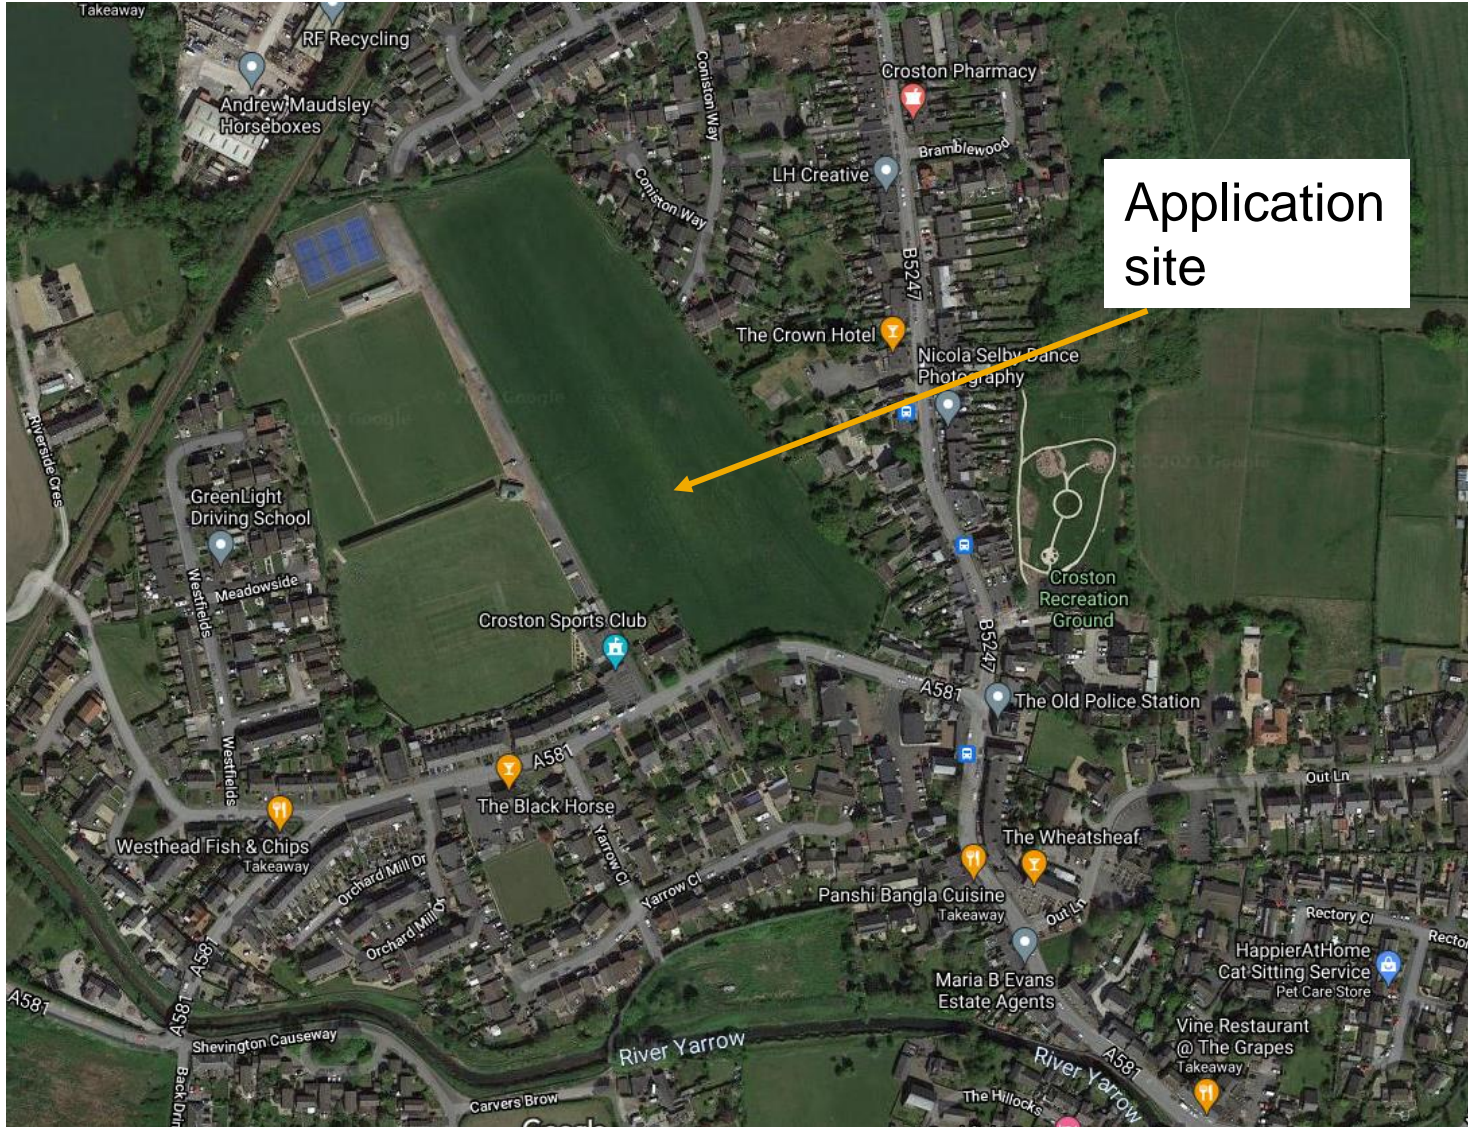 Takeaway
RF Recycling
Andrew Maudsley
Horseboxes
Coniston Way
Coniston Way
Croston Pharmacy
Bramblewood
LH Creative
B5247
Application
site
The Crown Hotel
Nicola Selby Dance
Photography
Riverside Cres
GreenLight
Driving School
Meadowside
Westfields
Croston Sports Club
Croston
Recreation
Ground
B5247
A581
The Old Police Station
Westfields
A581
The Black Horse
Out Ln
Westhead Fish & Chips
Takeaway
Orchard Mill Dr
Orchard Mill Dr
Yarrow Cl
Yarrow Cl
The Wheatsheaf
Panshi Bangla Cuisine
Takeaway
Out Ln
Rectory Cl
Maria B Evans
Estate Agents
HappierAtHome
Cat Sitting Service
Pet Care Store
A581
A581
A581
Shevington Causeway
River Yarrow
River Yarrow
A581
Vine Restaurant
@ The Grapes
Takeaway
Carvers Brow
The Hillocks
Google